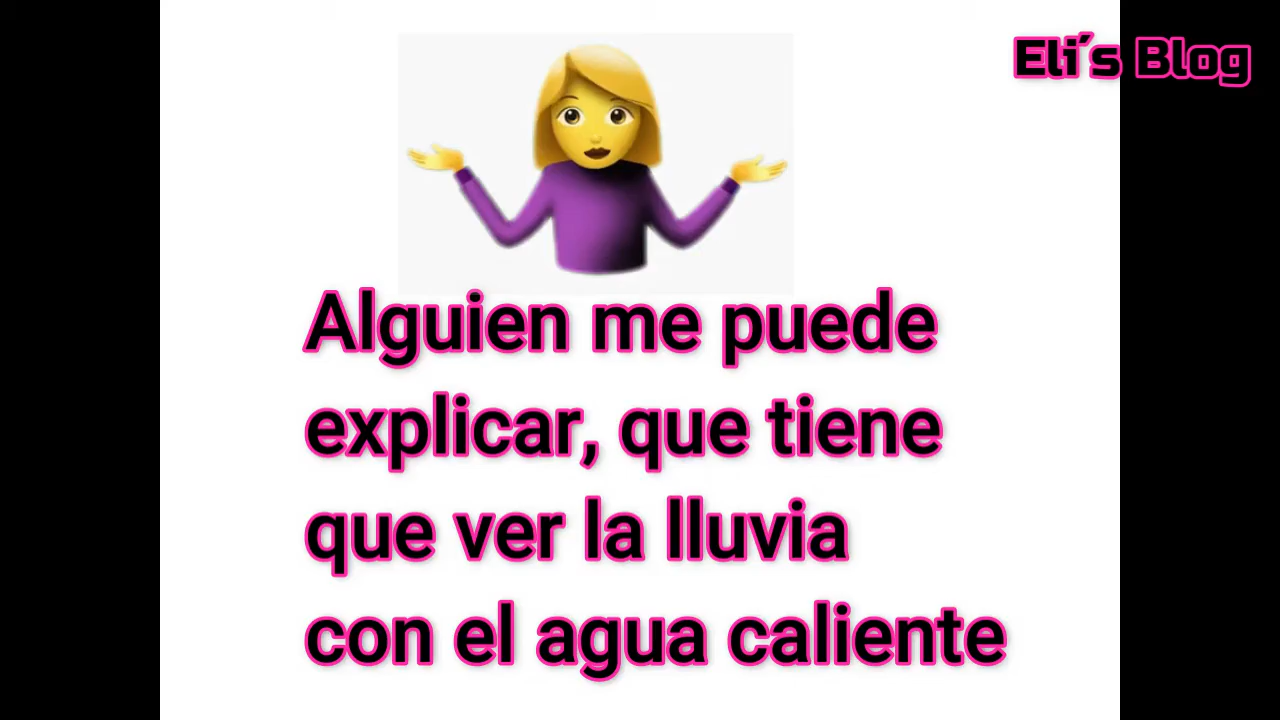 Eli´s Blog
Alguien me puede
explicar, que tiene
que ver la lluvia
con el agua caliente